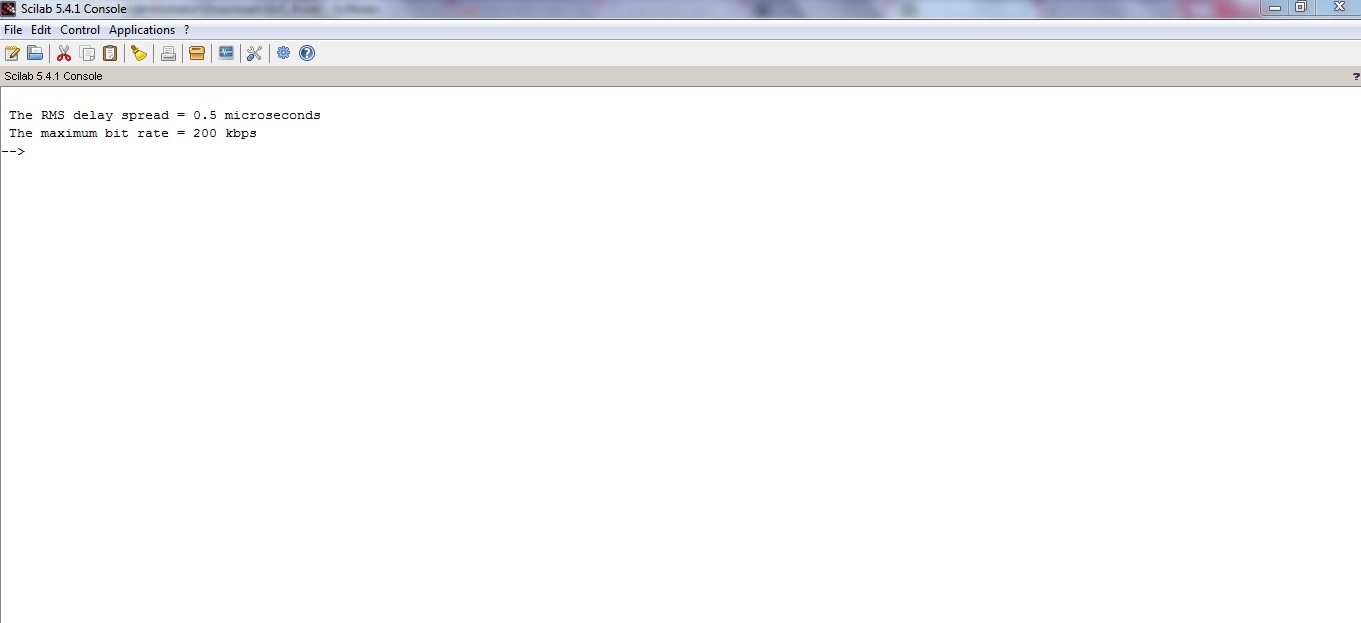 Scilab 5.4.1 Console
File Edit Control Applications ?
Scilab 5.4.1 Console ?
The RMS delay spread = 0.5 microseconds
The maximum bit rate = 200 kbps
-->